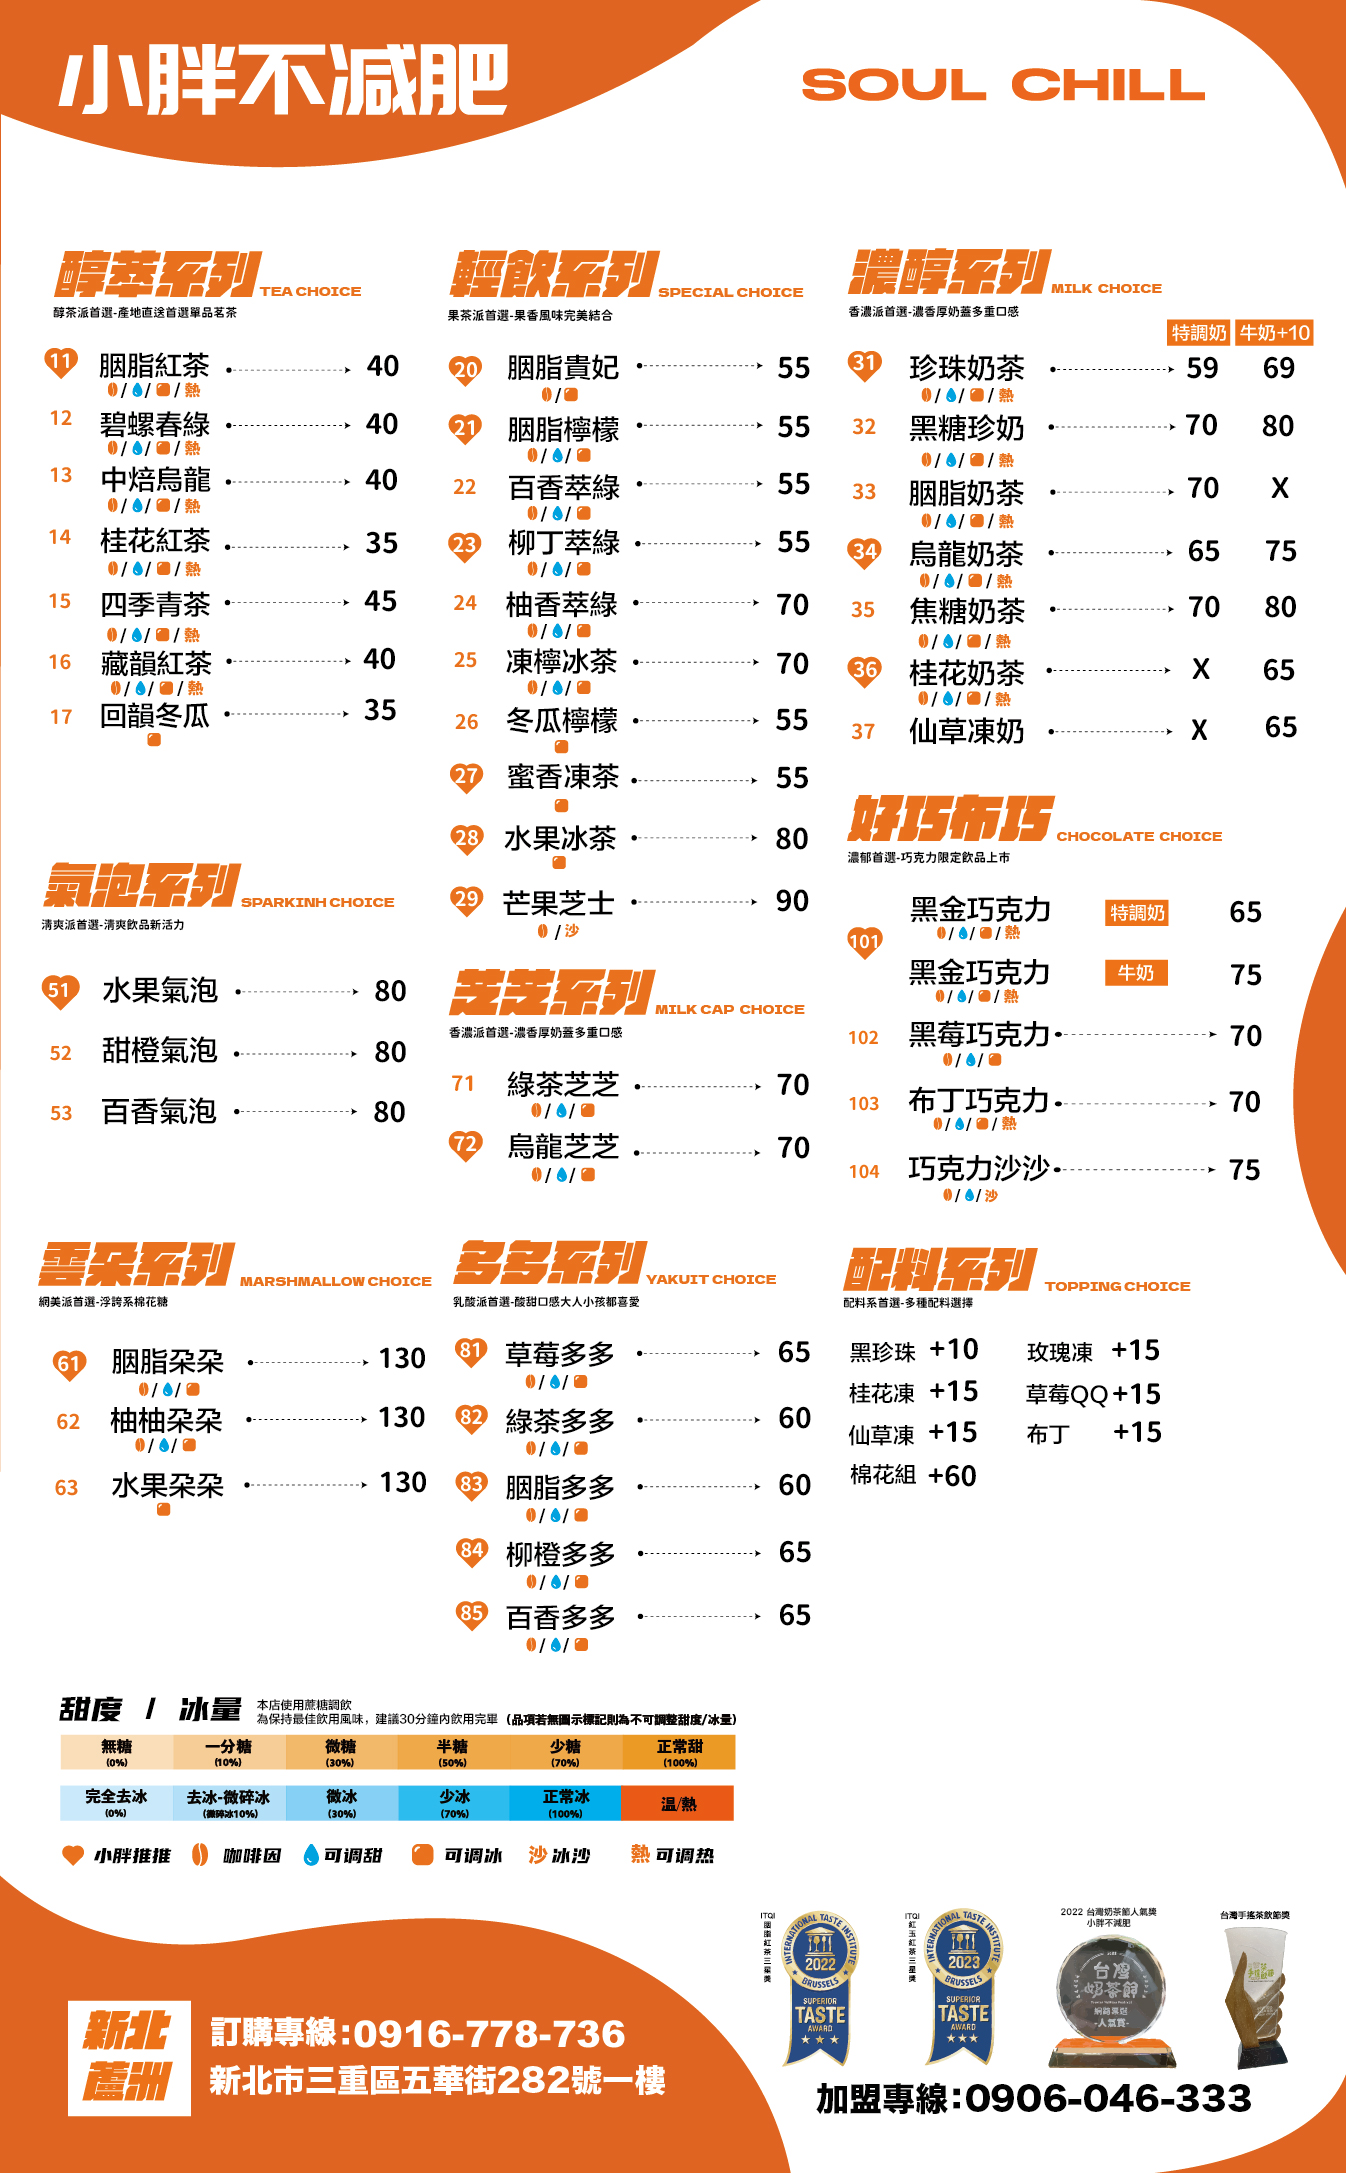 小胖不減肥
SOUL CHILL
醇萃系列 TEA CHOICE
醇茶派首選-產地直送首選單品茗茶
11 胭脂紅茶 40
熱
12 碧螺春綠 40
熱
13 中焙烏龍 40
熱
14 桂花紅茶 35
熱
15 四季青茶 45
熱
16 藏韻紅茶 40
熱
17 回韻冬瓜 35
氣泡系列 SPARKINH CHOICE
清爽派首選-清爽飲品新活力
51 水果氣泡 80
52 甜橙氣泡 80
53 百香氣泡 80
雲朵系列 MARSHMALLOW CHOICE
網美派首選-浮誇系棉花糖
61 胭脂朵朵 130
62 柚柚朵朵 130
63 水果朵朵 130
輕飲系列 SPECIAL CHOICE
果茶派首選-果香風味完美結合
20 胭脂貴妃 55
21 胭脂檸檬 55
22 百香萃綠 55
23 柳丁萃綠 55
24 柚香萃綠 70
25 凍檸冰茶 70
26 冬瓜檸檬 55
27 蜜香凍茶 55
28 水果冰茶 80
29 芒果芝士 90
/ 沙
芝芝系列 MILK CAP CHOICE
香濃派首選-濃香厚奶蓋多重口感
71 綠茶芝芝 70
72 烏龍芝芝 70
多多系列 YAKUIT CHOICE
乳酸派首選-酸甜口感大人小孩都喜愛
81 草莓多多 65
82 綠茶多多 60
83 胭脂多多 60
84 柳橙多多 65
85 百香多多 65
濃醇系列 MILK CHOICE
香濃派首選-濃香厚奶蓋多重口感
特調奶 牛奶+10
31 珍珠奶茶 59 69
熱
32 黑糖珍奶 70 80
熱
33 胭脂奶茶 70 X
熱
34 烏龍奶茶 65 75
熱
35 焦糖奶茶 70 80
熱
36 桂花奶茶 X 65
熱
37 仙草凍奶 X 65
好巧布巧 CHOCOLATE CHOICE
濃郁首選-巧克力限定飲品上市
101 黑金巧克力 特調奶 65
熱
黑金巧克力 牛奶 75
熱
102 黑莓巧克力 70
103 布丁巧克力 70
熱
104 巧克力沙沙 75
沙
配料系列 TOPPING CHOICE
配料系首選-多種配料選擇
黑珍珠 +10 玫瑰凍 +15
桂花凍 +15 草莓QQ +15
仙草凍 +15 布丁 +15
棉花組 +60
甜度 / 冰量
本店使用蔗糖調飲
為保持最佳飲用風味，建議30分鐘內飲用完畢（品項若無圖示標記則為不可調整甜度/冰量）
無糖 一分糖 微糖 半糖 少糖 正常甜
(0%) (10%) (30%) (50%) (70%) (100%)
完全去冰 去冰-微碎冰 微冰 少冰 正常冰 温/熱
(0%) (微碎冰10%) (30%) (70%) (100%)
小胖推推 咖啡因 可调甜 可调冰 沙 冰沙 熱 可调热
新北
蘆洲
訂購專線:0916-778-736
新北市三重區五華街282號一樓
ITQI胭脂紅茶三星獎
INTERNATIONAL TASTE INSTITUTE
2022
BRUSSELS
SUPERIOR
TASTE
AWARD
ITQI紅玉紅茶三星獎
INTERNATIONAL TASTE INSTITUTE
2023
BRUSSELS
SUPERIOR
TASTE
AWARD
2022 台灣奶茶節人氣獎
小胖不減肥
台灣
奶茶節
人氣賞
台灣手搖茶飲節獎
加盟專線:0906-046-333